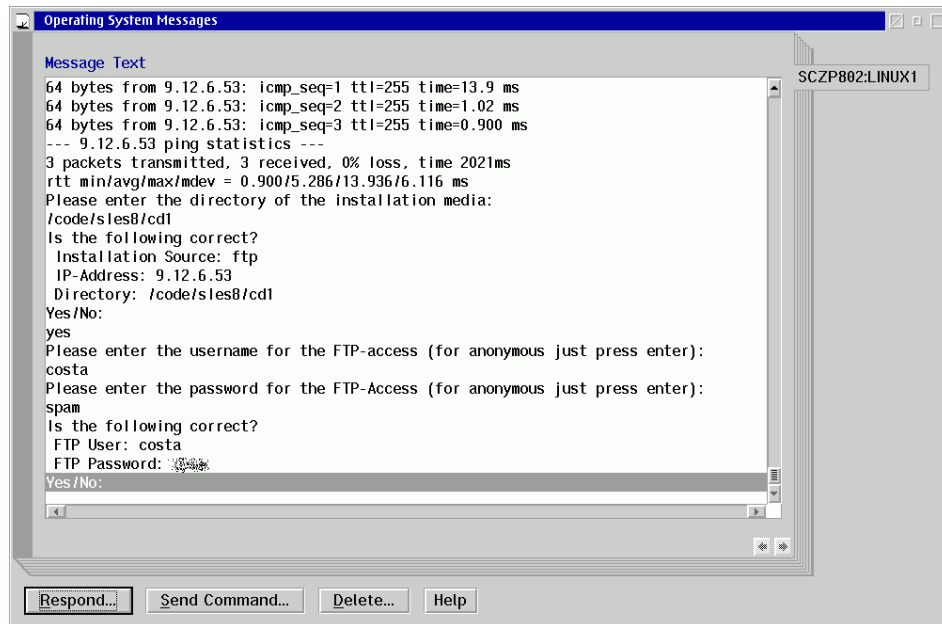 Operating System Messages
Message Text
SCZP802:LINUX1
64 bytes from 9.12.6.53: icmp_seq=1 ttl=255 time=13.9 ms
64 bytes from 9.12.6.53: icmp_seq=2 ttl=255 time=1.02 ms
64 bytes from 9.12.6.53: icmp_seq=3 ttl=255 time=0.900 ms
--- 9.12.6.53 ping statistics ---
3 packets transmitted, 3 received, 0% loss, time 2021ms
rtt min/avg/max/mdev = 0.900/5.286/13.936/6.116 ms
Please enter the directory of the installation media:
/code/sles8/cd1
Is the following correct?
Installation Source: ftp
IP-Address: 9.12.6.53
Directory: /code/sles8/cd1
Yes/No:
yes
Please enter the username for the FTP-access (for anonymous just press enter):
costa
Please enter the password for the FTP-Access (for anonymous just press enter):
spam
Is the following correct?
FTP User: costa
FTP Password:
Yes/No:
Respond... Send Command... Delete... Help